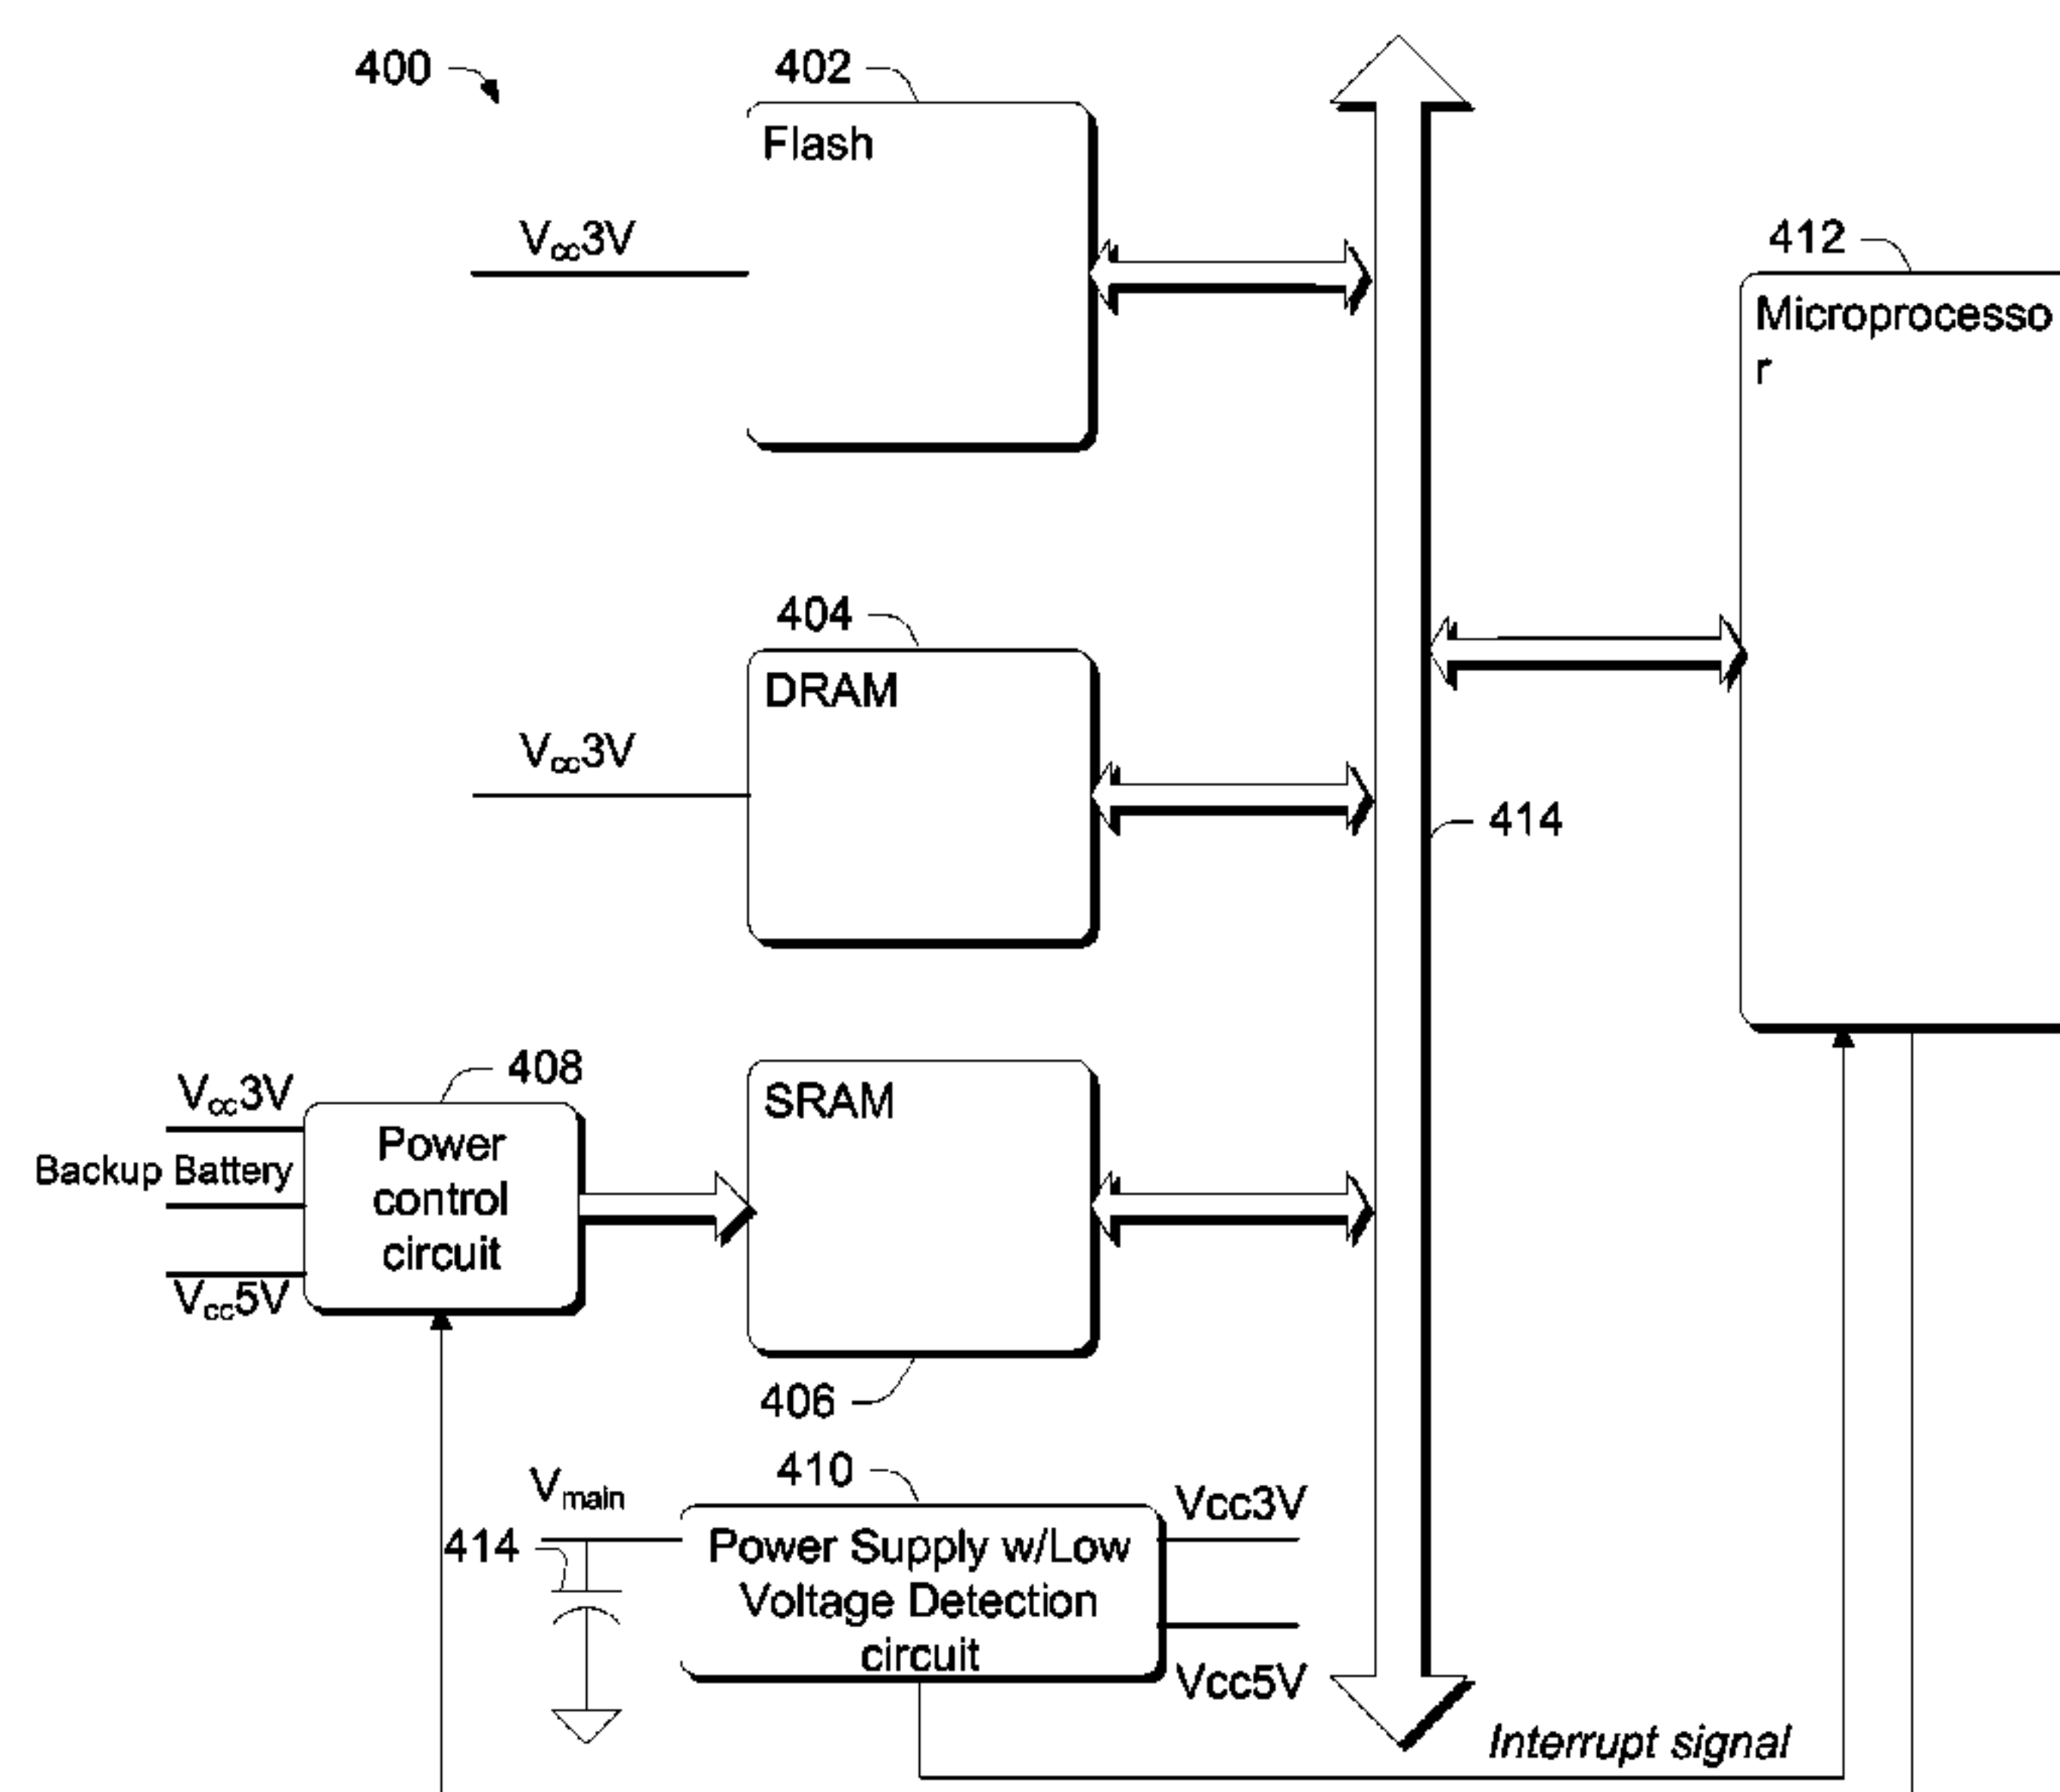 400
402
Flash
Vcc3V
412
Microprocesso
r
404
DRAM
Vcc3V
414
408
Vcc3V
Backup Battery
Vcc5V
Power
control
circuit
SRAM
406
410
Vmain
414
Power Supply w/Low
Voltage Detection
circuit
Vcc3V
Vcc5V
Interrupt signal